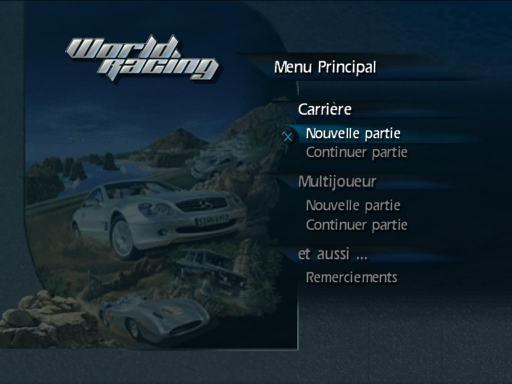 World Racing
Menu Principal
Carrière
Nouvelle partie
Continuer partie
Multijoueur
Nouvelle partie
Continuer partie
et aussi ...
Remerciements